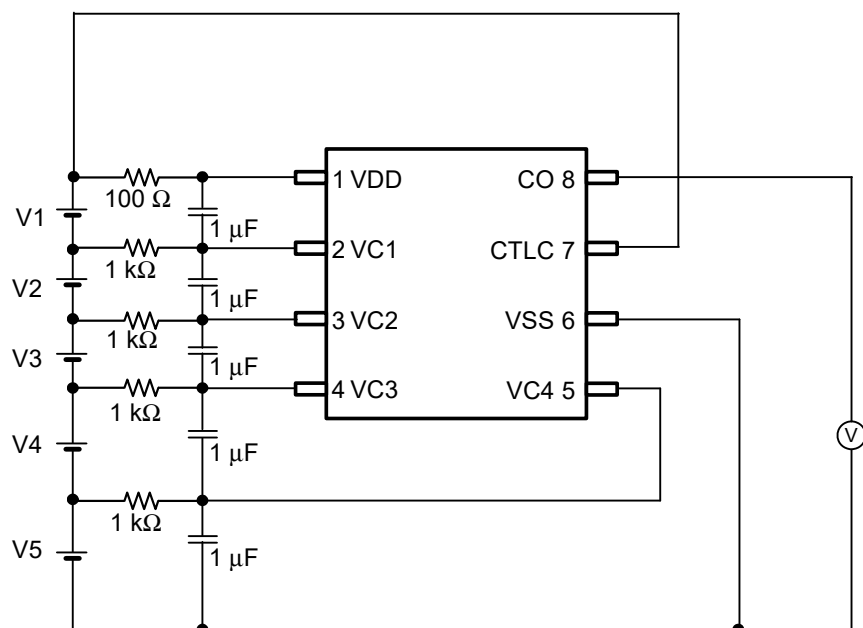 1 VDD
CO 8
100 Ω
V1
1 µF
2 VC1
CTLC 7
1 kΩ
V2
1 µF
3 VC2
VSS 6
1 kΩ
V3
1 µF
4 VC3
VC4 5
1 kΩ
V4
V
1 µF
1 kΩ
V5
1 µF